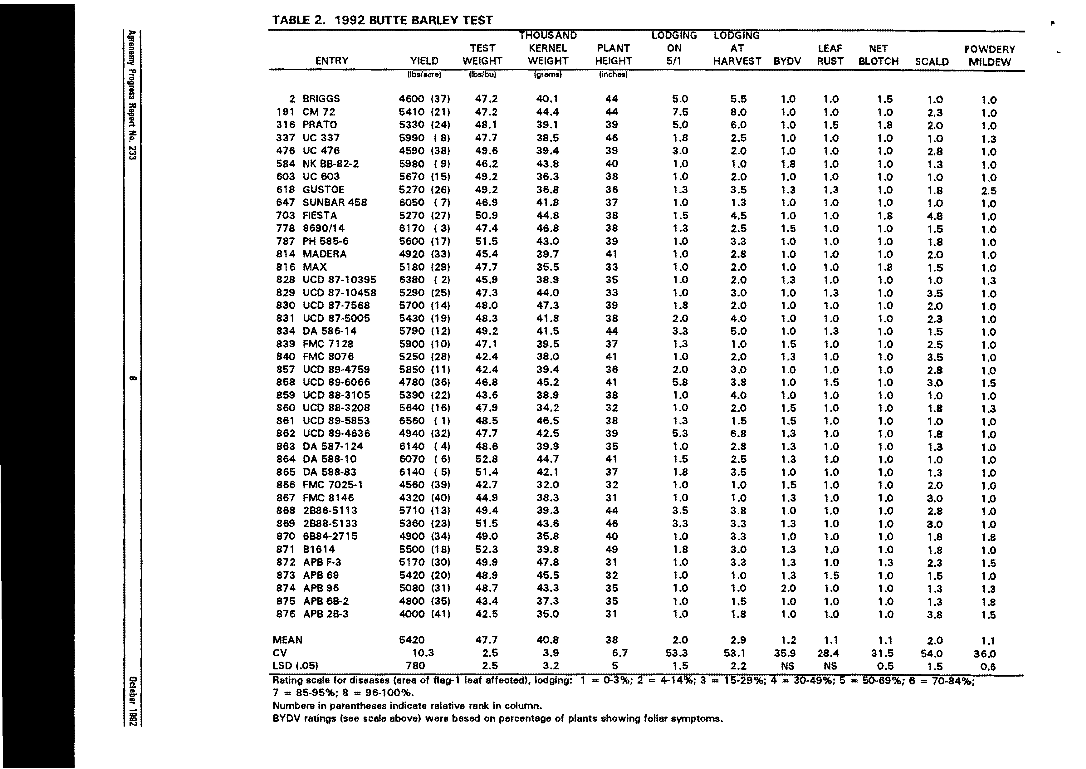 TABLE 2. 1992 BUTTE BARLEY TEST
THOUSAND LODGING LODGING
TEST KERNEL PLANT ON AT LEAF NET POWDERY
ENTRY YIELD WEIGHT WEIGHT HEIGHT 5/1 HARVEST BYDV RUST BLOTCH SCALD MILDEW
(lbs/acre) (lbs/bu) (grams) (inches)
2 BRIGGS 4600 (37) 47.2 40.1 44 5.0 5.5 1.0 1.0 1.5 1.0 1.0
191 CM 72 5410 (21) 47.2 44.4 44 7.5 8.0 1.0 1.0 1.0 2.3 1.0
316 PRATO 5330 (24) 48.1 39.1 39 5.0 6.0 1.0 1.5 1.8 2.0 1.0
337 UC 337 5990 ( 8) 47.7 38.5 46 1.8 2.5 1.0 1.0 1.0 1.0 1.3
476 UC 476 4590 (38) 49.6 39.4 39 3.0 2.0 1.0 1.0 1.0 2.8 1.0
584 NK BB-82-2 5980 ( 9) 46.2 43.8 40 1.0 1.0 1.8 1.0 1.0 1.3 1.0
603 UC 603 5670 (15) 49.2 36.3 38 1.0 2.0 1.0 1.0 1.0 1.0 1.0
618 GUSTOE 5270 (26) 49.2 36.8 36 1.3 3.5 1.3 1.3 1.0 1.8 2.5
647 SUNBAR 458 6050 ( 7) 46.9 41.8 37 1.0 1.3 1.0 1.0 1.0 1.0 1.0
703 FIESTA 5270 (27) 50.9 44.8 38 1.5 4.5 1.0 1.0 1.8 4.8 1.0
778 8690/14 6170 ( 3) 47.4 46.8 38 1.3 2.5 1.5 1.0 1.0 1.5 1.0
787 PH 585-6 5600 (17) 51.5 43.0 39 1.0 3.3 1.0 1.0 1.0 1.8 1.0
814 MADERA 4920 (33) 45.4 39.7 41 1.0 2.8 1.0 1.0 1.0 2.0 1.0
816 MAX 5180 (29) 47.7 35.5 33 1.0 2.0 1.0 1.0 1.8 1.5 1.0
828 UCD 87-10395 6380 ( 2) 45.9 38.9 35 1.0 2.0 1.3 1.0 1.0 1.0 1.3
829 UCD 87-10458 5290 (25) 47.3 44.0 33 1.0 3.0 1.0 1.3 1.0 3.5 1.0
830 UCD 87-7568 5700 (14) 48.0 47.3 39 1.8 2.0 1.0 1.0 1.0 2.0 1.0
831 UCD 87-5005 5430 (19) 48.3 41.8 38 2.0 4.0 1.0 1.0 1.0 2.3 1.0
834 DA 586-14 5790 (12) 49.2 41.5 44 3.3 5.0 1.0 1.3 1.0 1.5 1.0
839 FMC 7128 5900 (10) 47.1 39.5 37 1.3 1.0 1.5 1.0 1.0 2.5 1.0
840 FMC 8076 5250 (28) 42.4 38.0 41 1.0 2.0 1.3 1.0 1.0 3.5 1.0
857 UCD 89-4759 5850 (11) 42.4 39.4 36 2.0 3.0 1.0 1.0 1.0 2.8 1.0
858 UCD 89-6066 4780 (36) 46.8 45.2 41 5.8 3.8 1.0 1.5 1.0 3.0 1.5
859 UCD 88-3105 5390 (22) 43.6 38.9 38 1.0 4.0 1.0 1.0 1.0 1.0 1.0
860 UCD 88-3208 5640 (16) 47.9 34.2 32 1.0 2.0 1.5 1.0 1.0 1.8 1.3
861 UCD 89-5853 6560 ( 1) 48.5 46.5 38 1.3 1.5 1.5 1.0 1.0 1.0 1.0
862 UCD 89-4636 4940 (32) 47.7 42.5 39 5.3 6.8 1.3 1.0 1.0 1.8 1.0
863 DA 587-124 6140 ( 4) 48.6 39.9 35 1.0 2.8 1.3 1.0 1.0 1.3 1.0
864 DA 588-10 6070 ( 6) 52.8 44.7 41 1.5 2.5 1.3 1.0 1.0 1.0 1.0
865 DA 588-83 6140 ( 5) 51.4 42.1 37 1.8 3.5 1.0 1.0 1.0 1.3 1.0
866 FMC 7025-1 4560 (39) 42.7 32.0 32 1.0 1.0 1.5 1.0 1.0 2.0 1.0
867 FMC 8146 4320 (40) 44.9 38.3 31 1.0 1.0 1.3 1.0 1.0 3.0 1.0
868 2B86-5113 5710 (13) 49.4 39.3 44 3.5 3.8 1.0 1.0 1.0 2.8 1.0
869 2B88-5133 5360 (23) 51.5 43.6 46 3.3 3.3 1.3 1.0 1.0 3.0 1.0
870 6B84-2715 4900 (34) 49.0 35.8 40 1.0 3.3 1.0 1.0 1.0 1.8 1.8
871 B1614 5500 (18) 52.3 39.8 49 1.8 3.0 1.3 1.0 1.0 1.8 1.0
872 APB F-3 5170 (30) 49.9 47.8 31 1.0 3.3 1.3 1.0 1.3 2.3 1.5
873 APB 69 5420 (20) 48.9 45.5 32 1.0 1.0 1.3 1.5 1.0 1.5 1.0
874 APB 96 5080 (31) 48.7 43.3 35 1.0 1.0 2.0 1.0 1.0 1.3 1.3
875 APB 6B-2 4800 (35) 43.4 37.3 35 1.0 1.5 1.0 1.0 1.0 1.3 1.8
876 APB 2B-3 4000 (41) 42.5 35.0 31 1.0 1.8 1.0 1.0 1.0 3.8 1.5
MEAN 5420 47.7 40.8 38 2.0 2.9 1.2 1.1 1.1 2.0 1.1
CV 10.3 2.5 3.9 6.7 53.3 53.1 35.9 28.4 31.5 54.0 36.0
LSD (.05) 780 2.5 3.2 5 1.5 2.2 NS NS 0.5 1.5 0.6
Rating scale for diseases (area of flag-1 leaf affected), lodging: 1 = 0-3%; 2 = 4-14%; 3 = 15-29%; 4 = 30-49%; 5 = 50-69%; 6 = 70-84%;
7 = 85-95%; 8 = 96-100%.
Numbers in parentheses indicate relative rank in column.
BYDV ratings (see scale above) were based on percentage of plants showing foliar symptoms.
Agronomy Progress Report No. 233
6
October 1992